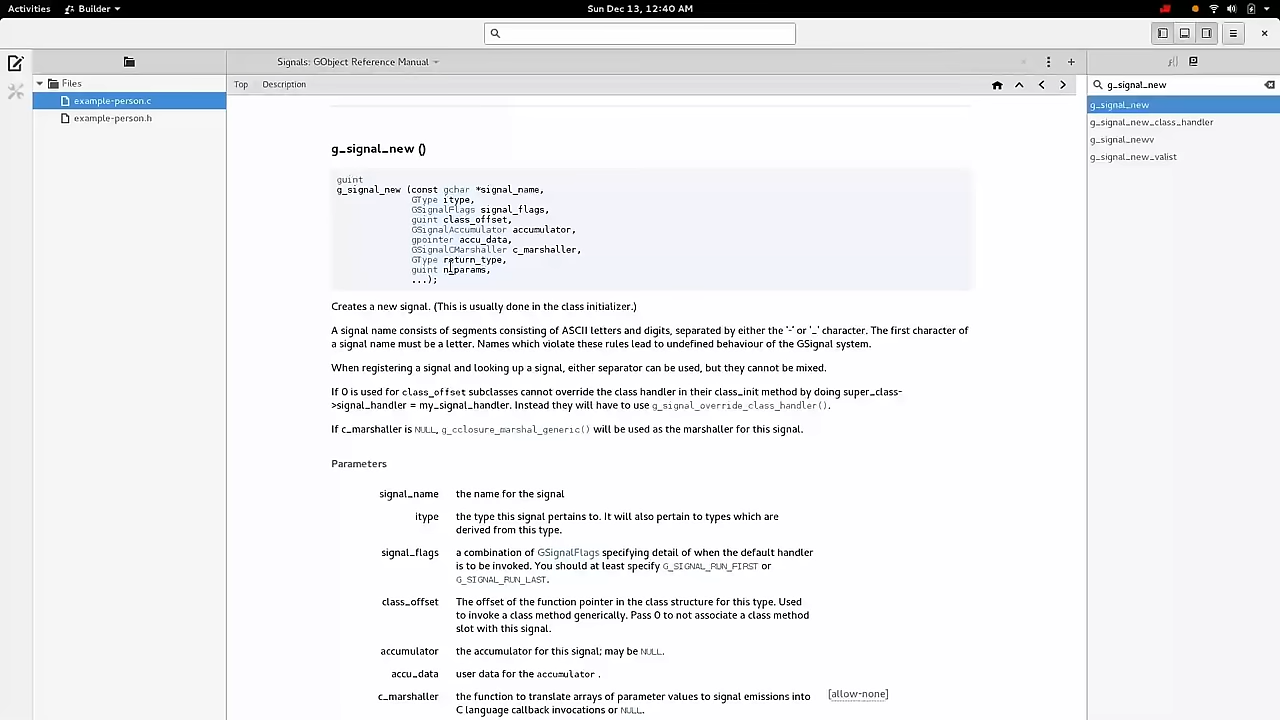 Activities
Builder
Sun Dec 13, 12:40 AM
Signals: GObject Reference Manual
Files
example-person.c
example-person.h
Top
Description
g_signal_new
g_signal_new
g_signal_new_class_handler
g_signal_newv
g_signal_new_valist
g_signal_new ()
guint
g_signal_new (const gchar *signal_name,
GType itype,
GSignalFlags signal_flags,
guint class_offset,
GSignalAccumulator accumulator,
gpointer accu_data,
GSignalCMarshaller c_marshaller,
GType return_type,
guint n_params,
...);
Creates a new signal. (This is usually done in the class initializer.)
A signal name consists of segments consisting of ASCII letters and digits, separated by either the '-' or '_' character. The first character of
a signal name must be a letter. Names which violate these rules lead to undefined behaviour of the GSignal system.
When registering a signal and looking up a signal, either separator can be used, but they cannot be mixed.
If 0 is used for class_offset subclasses cannot override the class handler in their class_init method by doing super_class-
>signal_handler = my_signal_handler. Instead they will have to use g_signal_override_class_handler().
If c_marshaller is NULL, g_cclosure_marshal_generic() will be used as the marshaller for this signal.
Parameters
signal_name the name for the signal
itype the type this signal pertains to. It will also pertain to types which are
derived from this type.
signal_flags a combination of GSignalFlags specifying detail of when the default handler
is to be invoked. You should at least specify G_SIGNAL_RUN_FIRST or
G_SIGNAL_RUN_LAST.
class_offset The offset of the function pointer in the class structure for this type. Used
to invoke a class method generically. Pass 0 to not associate a class method
slot with this signal.
accumulator the accumulator for this signal; may be NULL.
accu_data user data for the accumulator .
c_marshaller the function to translate arrays of parameter values to signal emissions into [allow-none]
C language callback invocations or NULL.